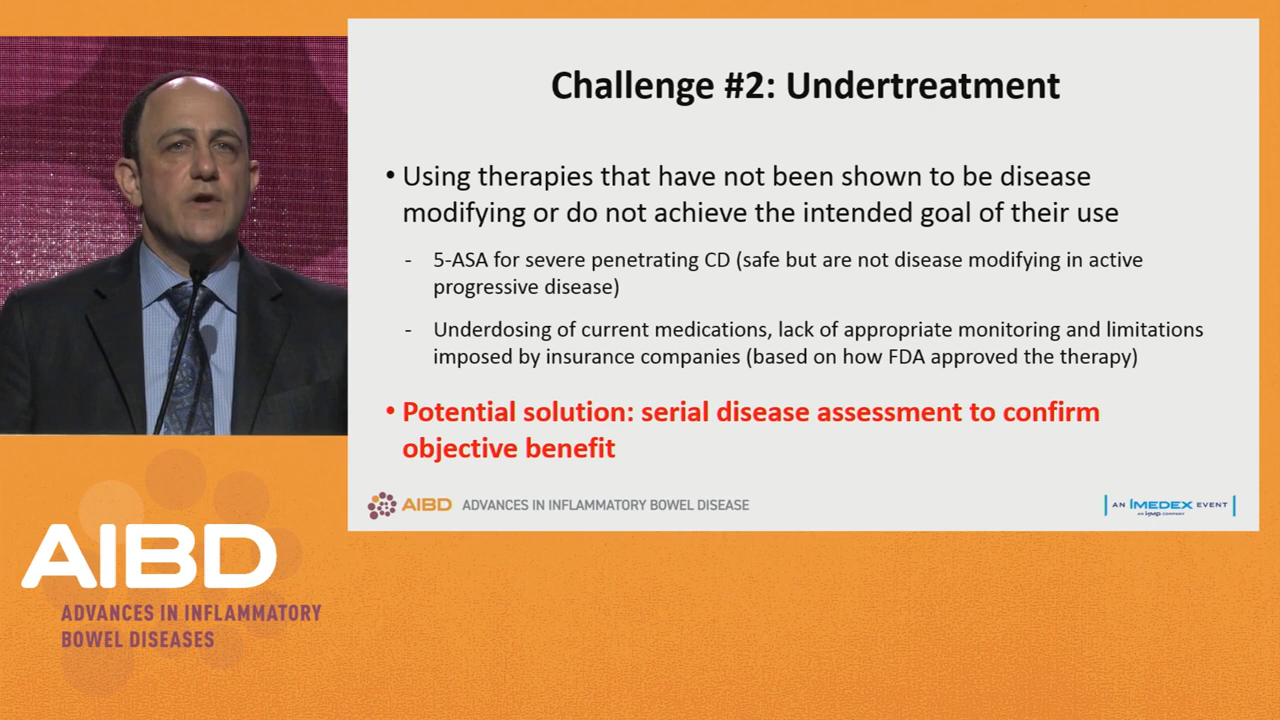 Challenge #2: Undertreatment
• Using therapies that have not been shown to be disease
modifying or do not achieve the intended goal of their use
- 5-ASA for severe penetrating CD (safe but are not disease modifying in active
progressive disease)
- Underdosing of current medications, lack of appropriate monitoring and limitations
imposed by insurance companies (based on how FDA approved the therapy)
• Potential solution: serial disease assessment to confirm
objective benefit
AIBD ADVANCES IN INFLAMMATORY BOWEL DISEASE
AN IMEDEX EVENT
AN hmp COMPANY
AIBD
ADVANCES IN INFLAMMATORY
BOWEL DISEASES